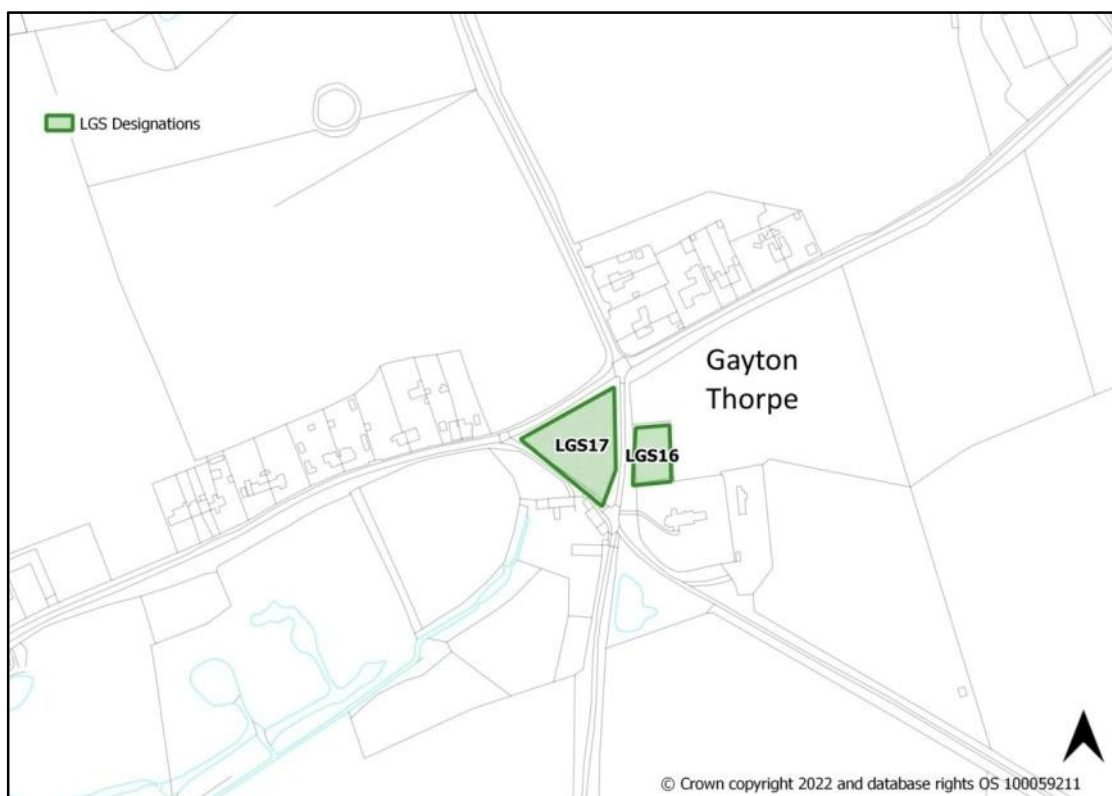 LGS Designations
Gayton
Thorpe
LGS17
LGS16
© Crown copyright 2022 and database rights OS 100059211